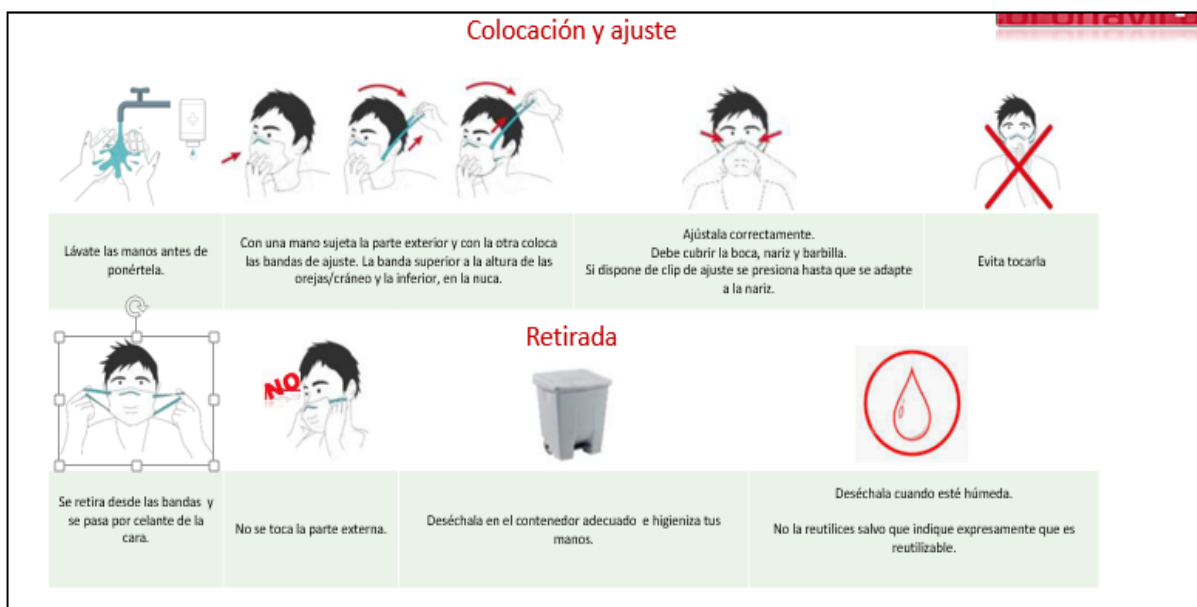 Colocación y ajuste
Lávate las manos antes de
ponértela.
Con una mano sujeta la parte exterior y con la otra coloca
las bandas de ajuste. La banda superior a la altura de las
orejas/cráneo y la inferior, en la nuca.
Ajústala correctamente.
Debe cubrir la boca, nariz y barbilla.
Si dispone de clip de ajuste se presiona hasta que se adapte
a la nariz.
Evita tocarla
Retirada
NO
Se retira desde las bandas y
se pasa por celante de la
cara.
No se toca la parte externa.
Deséchala en el contenedor adecuado e higieniza tus
manos.
Deséchala cuando esté húmeda.
No la reutilices salvo que indique expresamente que es
reutilizable.